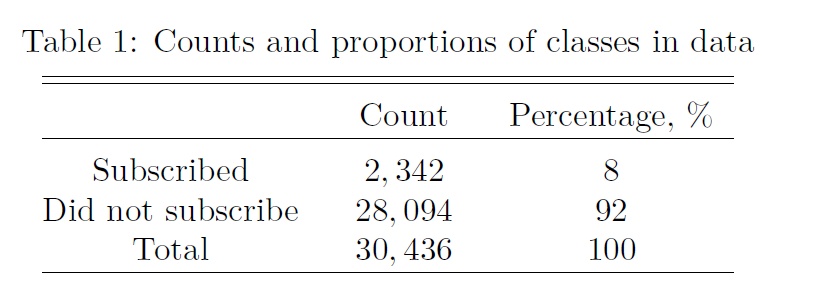 Table 1: Counts and proportions of classes in data
Count Percentage, %
Subscribed 2, 342 8
Did not subscribe 28, 094 92
Total 30, 436 100